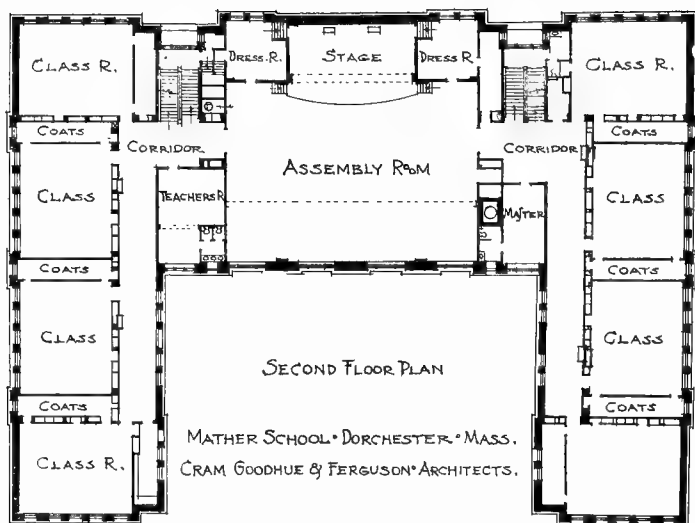 CLASS R.
DRESS. R.
STAGE
DRESS R.
CLASS R.
COATS
CORRIDOR.
ASSEMBLY ROOM
CORRIDOR
COATS
CLASS
TEACHERS R.
MASTER
CLASS
COATS
COATS
CLASS
CLASS
COATS
COATS
CLASS R.
SECOND FLOOR PLAN
MATHER SCHOOL · DORCHESTER · MASS.
CRAM GOODHUE & FERGUSON · ARCHITECTS.